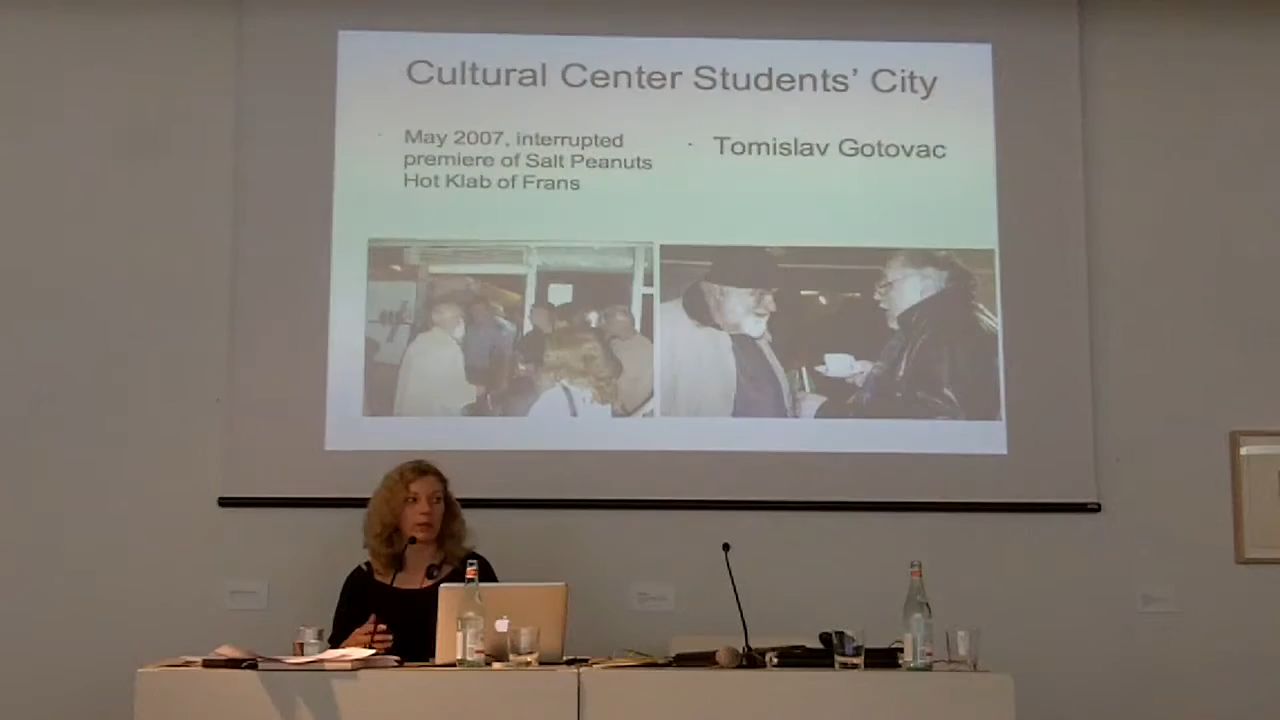 Cultural Center Students' City
May 2007, interrupted
premiere of Salt Peanuts
Hot Klab of Frans
Tomislav Gotovac